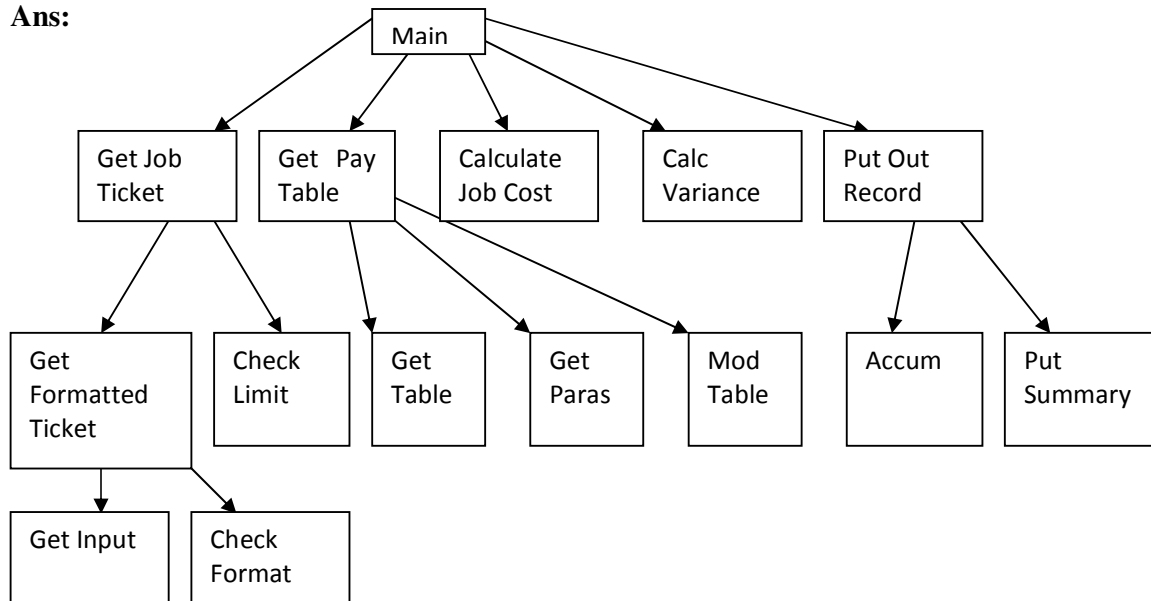 Ans:
Main
Get Job
Ticket
Get Pay
Table
Calculate
Job Cost
Calc
Variance
Put Out
Record
Get
Formatted
Ticket
Check
Limit
Get
Table
Get
Paras
Mod
Table
Accum
Put
Summary
Get Input
Check
Format